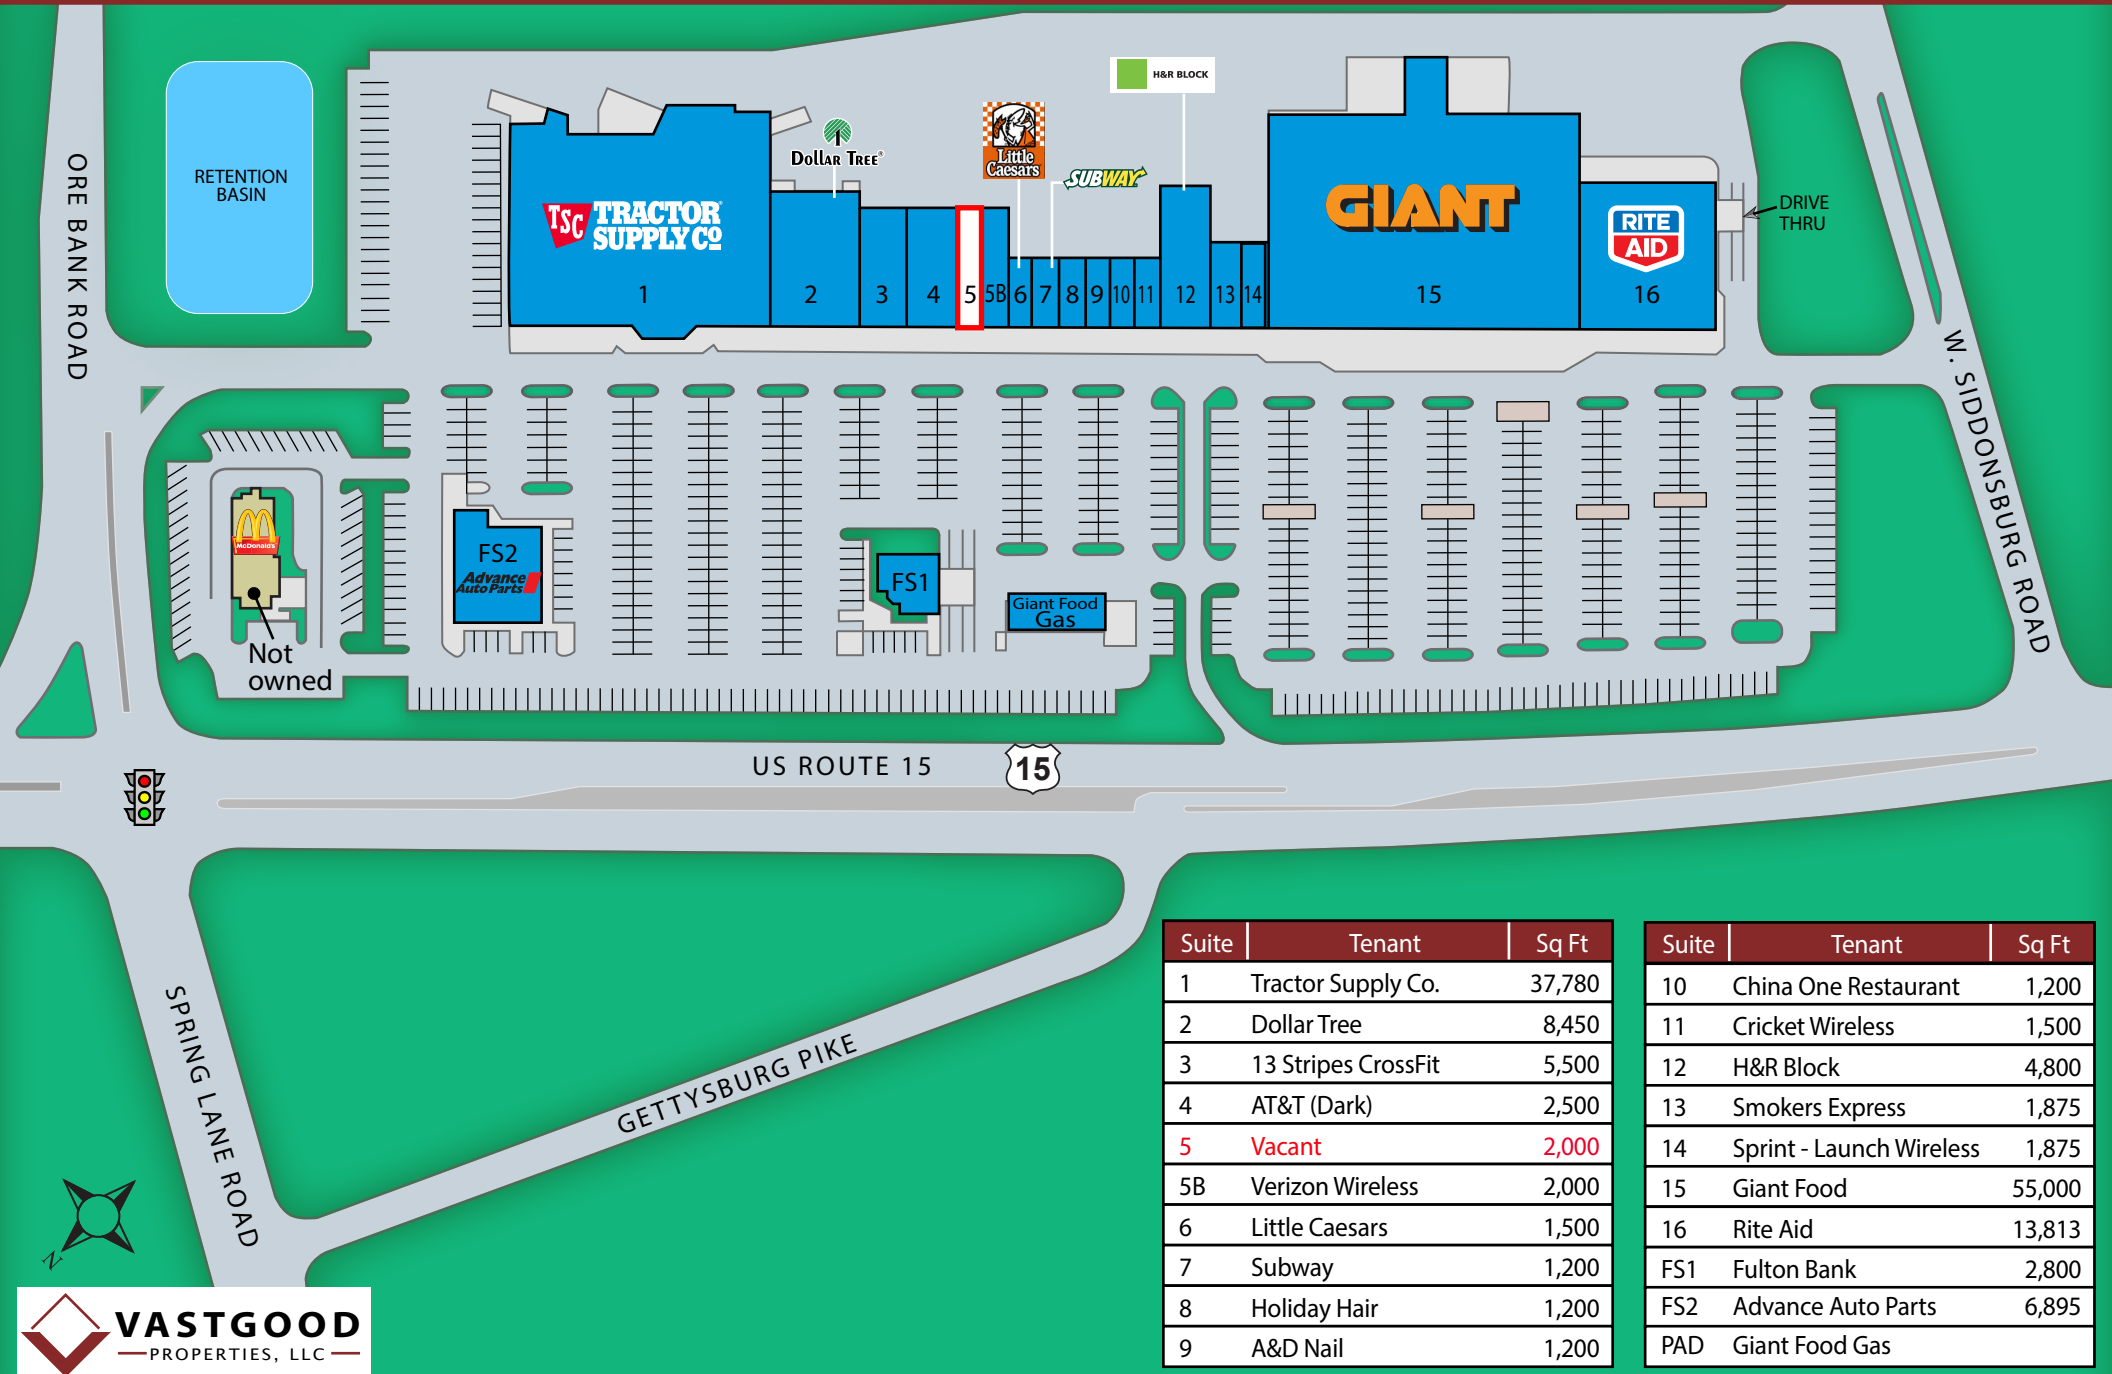 H&R BLOCK
Little
Caesars
DOLLAR TREE®
SUBWAY
ORE BANK ROAD
RETENTION
BASIN
TSC TRACTOR
SUPPLY CO
GIANT
RITE
AID
DRIVE
THRU
1 2 3 4 5 5B 6 7 8 9 10 11 12 13 14 15 16
W. SIDDONSBURG ROAD
McDonald's
Not
owned
FS2
Advance
Auto Parts
FS1
Giant Food
Gas
US ROUTE 15
15
SPRING LANE ROAD
GETTYSBURG PIKE
N
VASTGOOD
PROPERTIES, LLC
Suite Tenant Sq Ft
1 Tractor Supply Co. 37,780
2 Dollar Tree 8,450
3 13 Stripes CrossFit 5,500
4 AT&T (Dark) 2,500
5 Vacant 2,000
5B Verizon Wireless 2,000
6 Little Caesars 1,500
7 Subway 1,200
8 Holiday Hair 1,200
9 A&D Nail 1,200
Suite Tenant Sq Ft
10 China One Restaurant 1,200
11 Cricket Wireless 1,500
12 H&R Block 4,800
13 Smokers Express 1,875
14 Sprint - Launch Wireless 1,875
15 Giant Food 55,000
16 Rite Aid 13,813
FS1 Fulton Bank 2,800
FS2 Advance Auto Parts 6,895
PAD Giant Food Gas